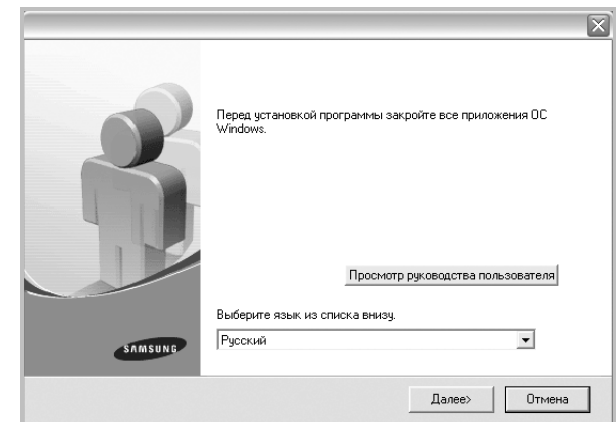 Перед установкой программы закройте все приложения ОС
Windows.
Просмотр руководства пользователя
Выберите язык из списка внизу.
Русский
SAMSUNG
Далее>
Отмена